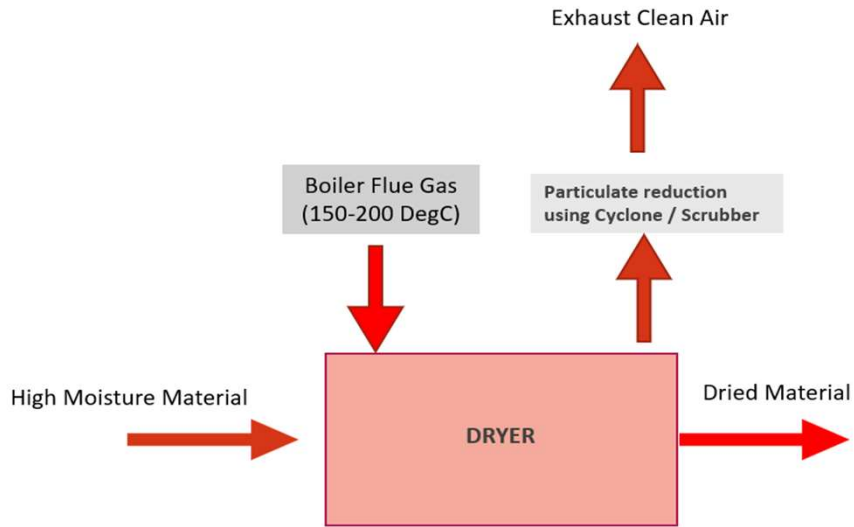 Exhaust Clean Air
Boiler Flue Gas
(150-200 DegC)
Particulate reduction
using Cyclone / Scrubber
High Moisture Material
Dried Material
DRYER